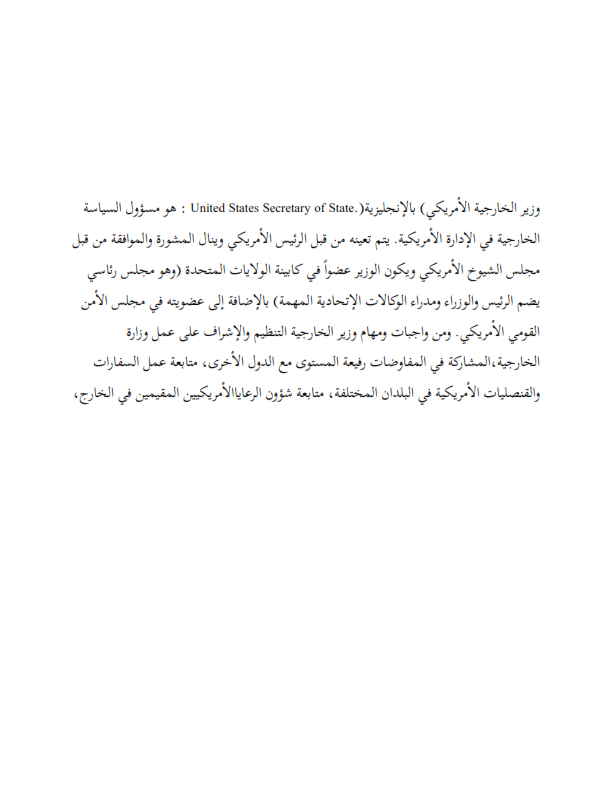 وزير الخارجية الأمريكي) بالإنجليزية(.United States Secretary of State : هو مسؤول السياسة
الخارجية في الإدارة الأمريكية. يتم تعينه من قبل الرئيس الأمريكي وينال المشورة والموافقة من قبل
مجلس الشيوخ الأمريكي ويكون الوزير عضواً في كابينة الولايات المتحدة (وهو مجلس رئاسي
يضم الرئيس والوزراء ومدراء الوكالات الإتحادية المهمة) بالإضافة إلى عضويته في مجلس الأمن
القومي الأمريكي. ومن واجبات ومهام وزير الخارجية التنظيم والإشراف على عمل وزارة
الخارجية،المشاركة في المفاوضات رفيعة المستوى مع الدول الأخرى، متابعة عمل السفارات
والقنصليات الأمريكية في البلدان المختلفة، متابعة شؤون الرعاياالأمريكيين المقيمين في الخارج،